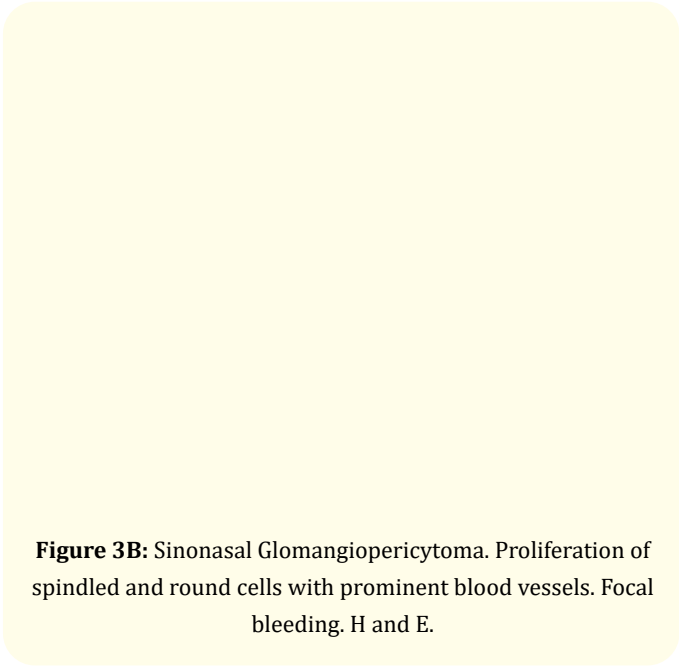 Figure 3B: Sinonasal Glomangiopericytoma. Proliferation of
spindled and round cells with prominent blood vessels. Focal
bleeding. H and E.